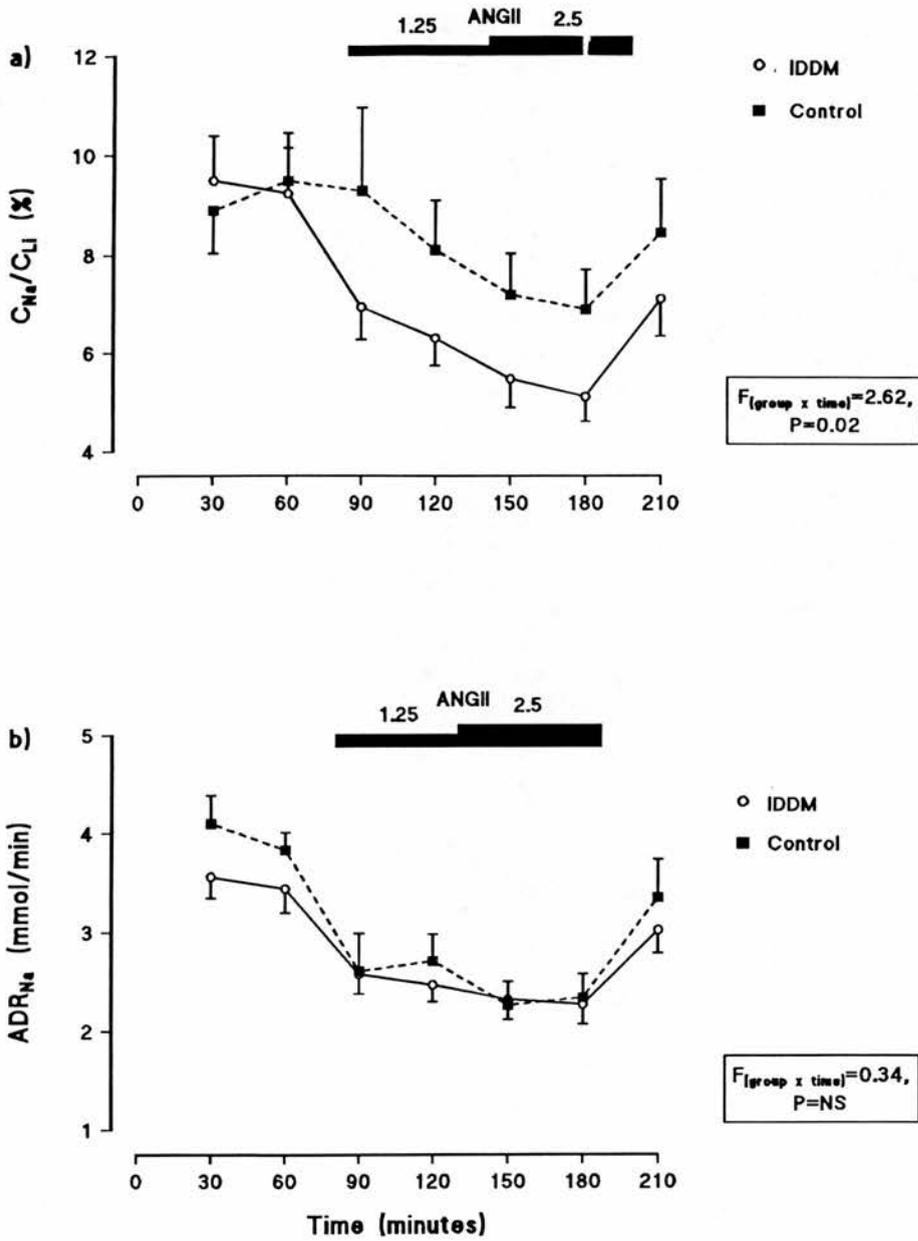 ANGII
1.25 2.5
a)
12
10
8
6
4
C_Na/C_Li (%)
IDDM
Control
F(group x time)=2.62,
P=0.02
0 30 60 90 120 150 180 210
ANGII
1.25 2.5
b)
5
4
3
2
1
ADR_Na (mmol/min)
IDDM
Control
F(group x time)=0.34,
P=NS
0 30 60 90 120 150 180 210
Time (minutes)